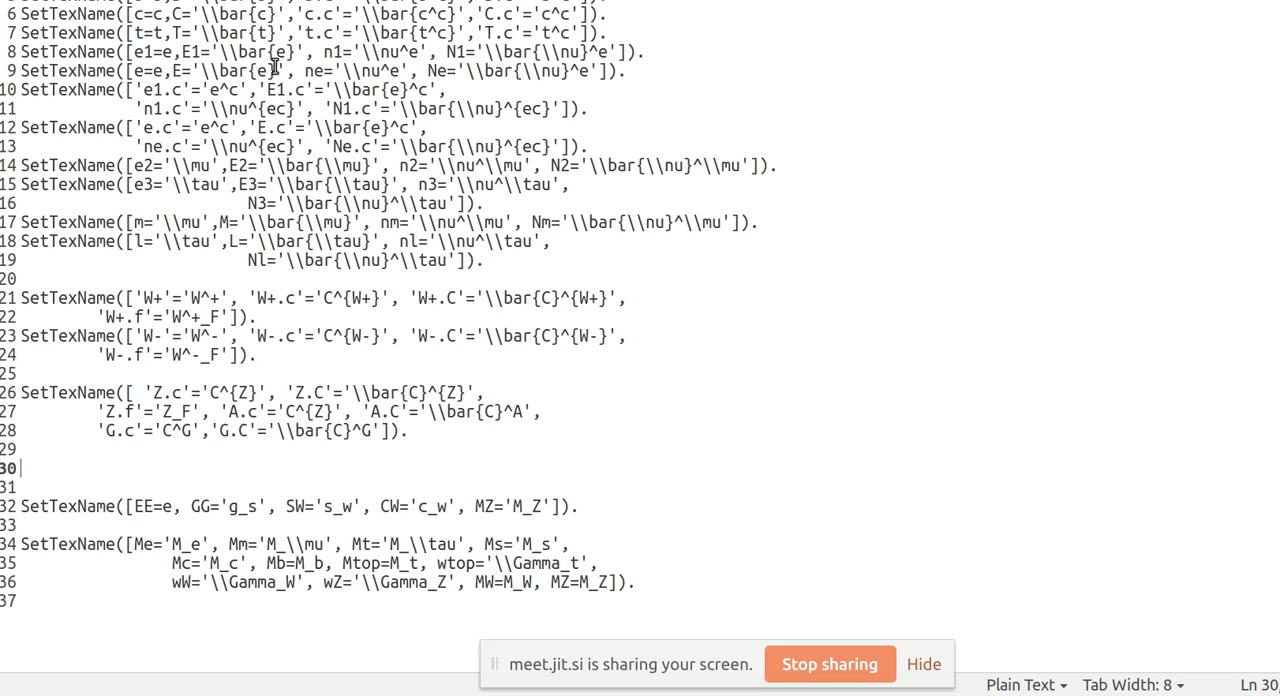 6 SetTexName([c=c,C='\\bar{c}','c.c'='\\bar{c^c}','C.c'='c^c']).
7 SetTexName([t=t,T='\\bar{t}','t.c'='\\bar{t^c}','T.c'='t^c']).
8 SetTexName([e1=e,E1='\\bar{e}', n1='\\nu^e', N1='\\bar{\\nu}^e']).
9 SetTexName([e=e,E='\\bar{e}', ne='\\nu^e', Ne='\\bar{\\nu}^e']).
10 SetTexName(['e1.c'='e^c','E1.c'='\\bar{e}^c',
11 'n1.c'='\\nu^{ec}', 'N1.c'='\\bar{\\nu}^{ec}']).
12 SetTexName(['e.c'='e^c','E.c'='\\bar{e}^c',
13 'ne.c'='\\nu^{ec}', 'Ne.c'='\\bar{\\nu}^{ec}']).
14 SetTexName([e2='\\mu',E2='\\bar{\\mu}', n2='\\nu^\\mu', N2='\\bar{\\nu}^\\mu']).
15 SetTexName([e3='\\tau',E3='\\bar{\\tau}', n3='\\nu^\\tau',
16 N3='\\bar{\\nu}^\\tau']).
17 SetTexName([m='\\mu',M='\\bar{\\mu}', nm='\\nu^\\mu', Nm='\\bar{\\nu}^\\mu']).
18 SetTexName([l='\\tau',L='\\bar{\\tau}', nl='\\nu^\\tau',
19 Nl='\\bar{\\nu}^\\tau']).
20
21 SetTexName(['W+'='W^+', 'W+.c'='C^{W+}', 'W+.C'='\\bar{C}^{W+}',
22 'W+.f'='W^+_F']).
23 SetTexName(['W-'='W^-', 'W-.c'='C^{W-}', 'W-.C'='\\bar{C}^{W-}',
24 'W-.f'='W^-_F']).
25
26 SetTexName([ 'Z.c'='C^{Z}', 'Z.C'='\\bar{C}^{Z}',
27 'Z.f'='Z_F', 'A.c'='C^{Z}', 'A.C'='\\bar{C}^A',
28 'G.c'='C^G','G.C'='\\bar{C}^G']).
29
30
31
32 SetTexName([EE=e, GG='g_s', SW='s_w', CW='c_w', MZ='M_Z']).
33
34 SetTexName([Me='M_e', Mm='M_\\mu', Mt='M_\\tau', Ms='M_s',
35 Mc='M_c', Mb=M_b, Mtop=M_t, wtop='\\Gamma_t',
36 wW='\\Gamma_W', wZ='\\Gamma_Z', MW=M_W, MZ=M_Z]).
37
meet.jit.si is sharing your screen. Stop sharing Hide
Plain Text Tab Width: 8 Ln 30,